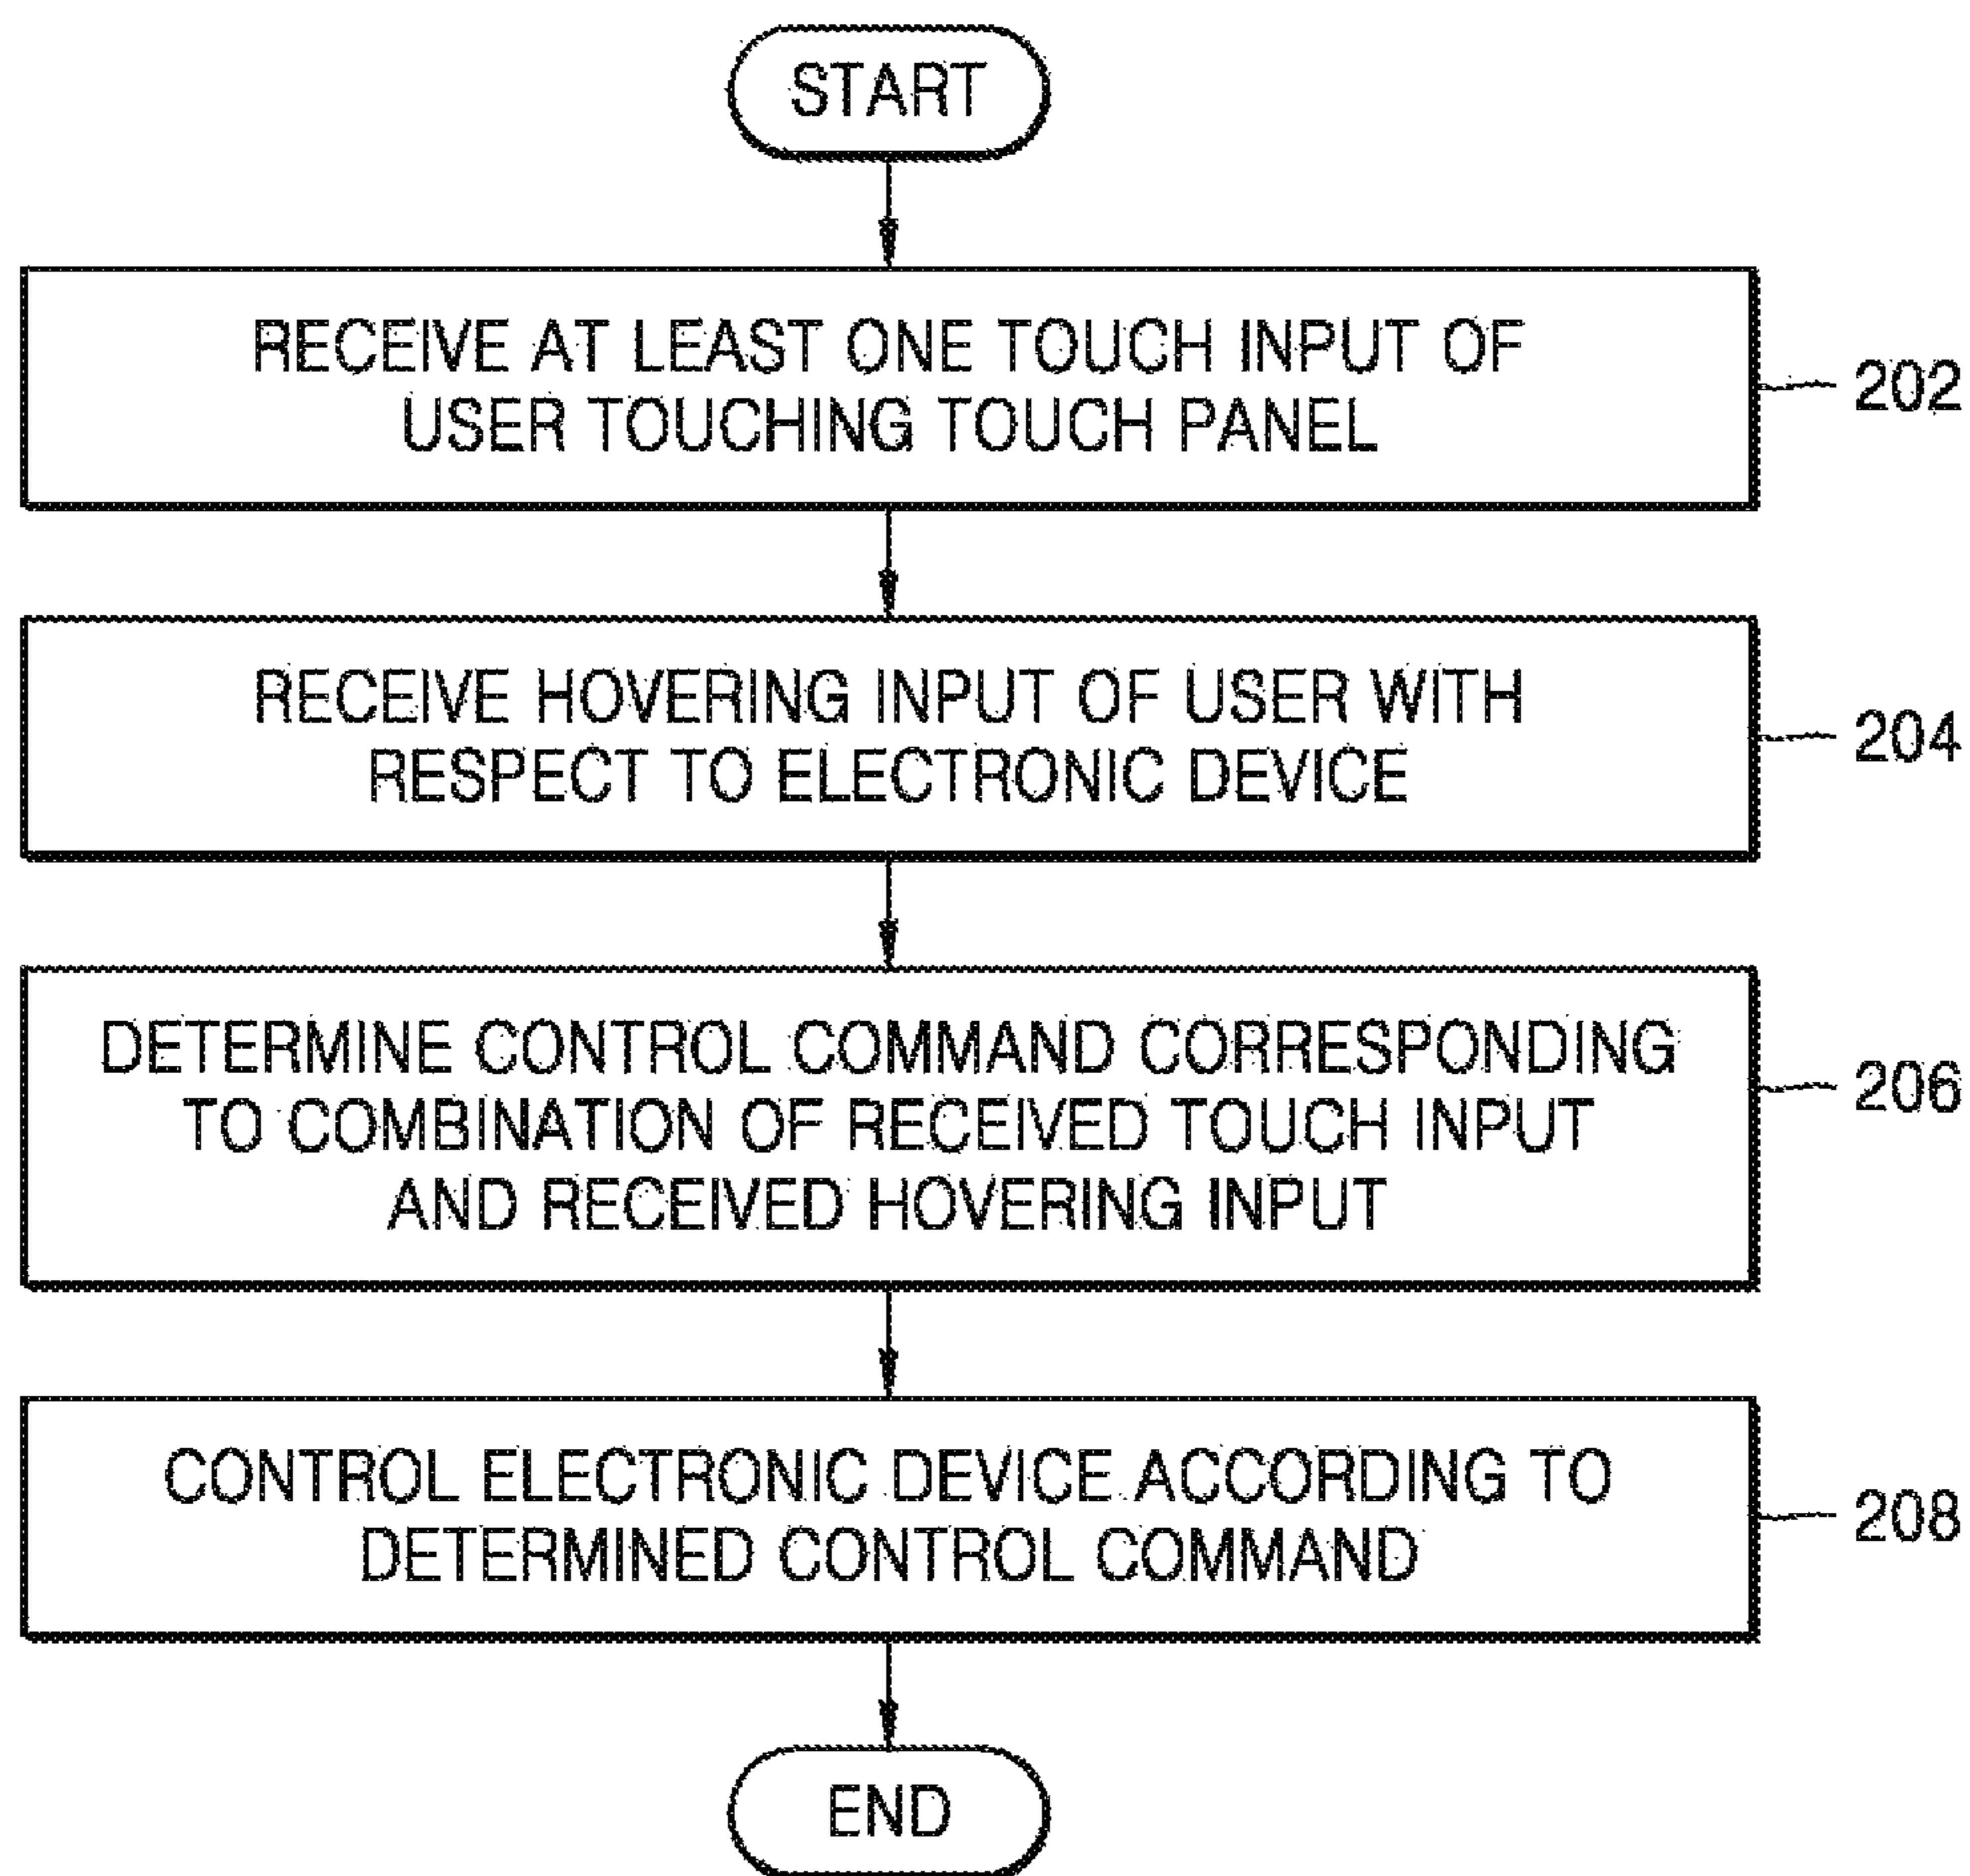 START
RECEIVE AT LEAST ONE TOUCH INPUT OF
USER TOUCHING TOUCH PANEL
202
RECEIVE HOVERING INPUT OF USER WITH
RESPECT TO ELECTRONIC DEVICE
204
DETERMINE CONTROL COMMAND CORRESPONDING
TO COMBINATION OF RECEIVED TOUCH INPUT
AND RECEIVED HOVERING INPUT
206
CONTROL ELECTRONIC DEVICE ACCORDING TO
DETERMINED CONTROL COMMAND
208
END